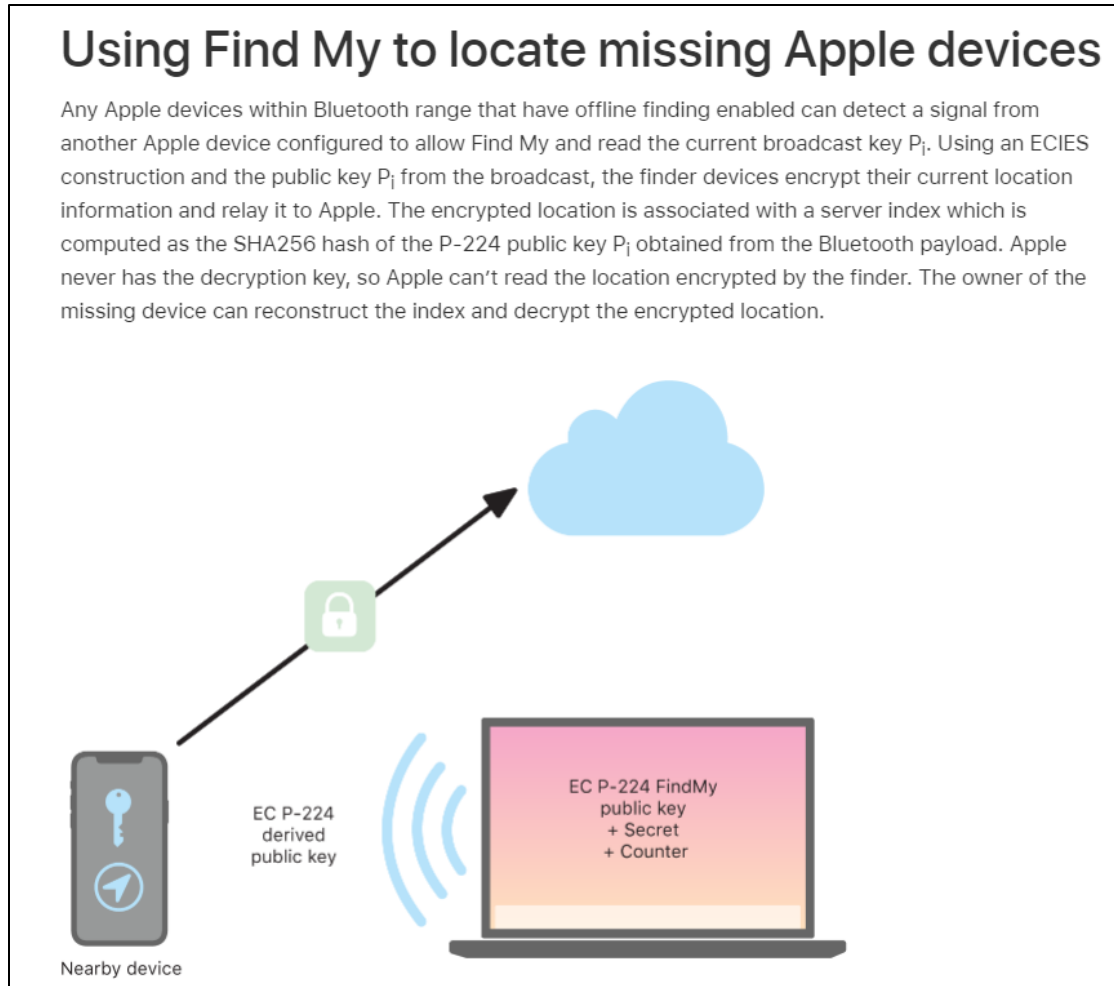 Using Find My to locate missing Apple devices
Any Apple devices within Bluetooth range that have offline finding enabled can detect a signal from
another Apple device configured to allow Find My and read the current broadcast key Pi. Using an ECIES
construction and the public key Pi from the broadcast, the finder devices encrypt their current location
information and relay it to Apple. The encrypted location is associated with a server index which is
computed as the SHA256 hash of the P-224 public key Pi obtained from the Bluetooth payload. Apple
never has the decryption key, so Apple can’t read the location encrypted by the finder. The owner of the
missing device can reconstruct the index and decrypt the encrypted location.
EC P-224
derived
public key
EC P-224 FindMy
public key
+ Secret
+ Counter
Nearby device